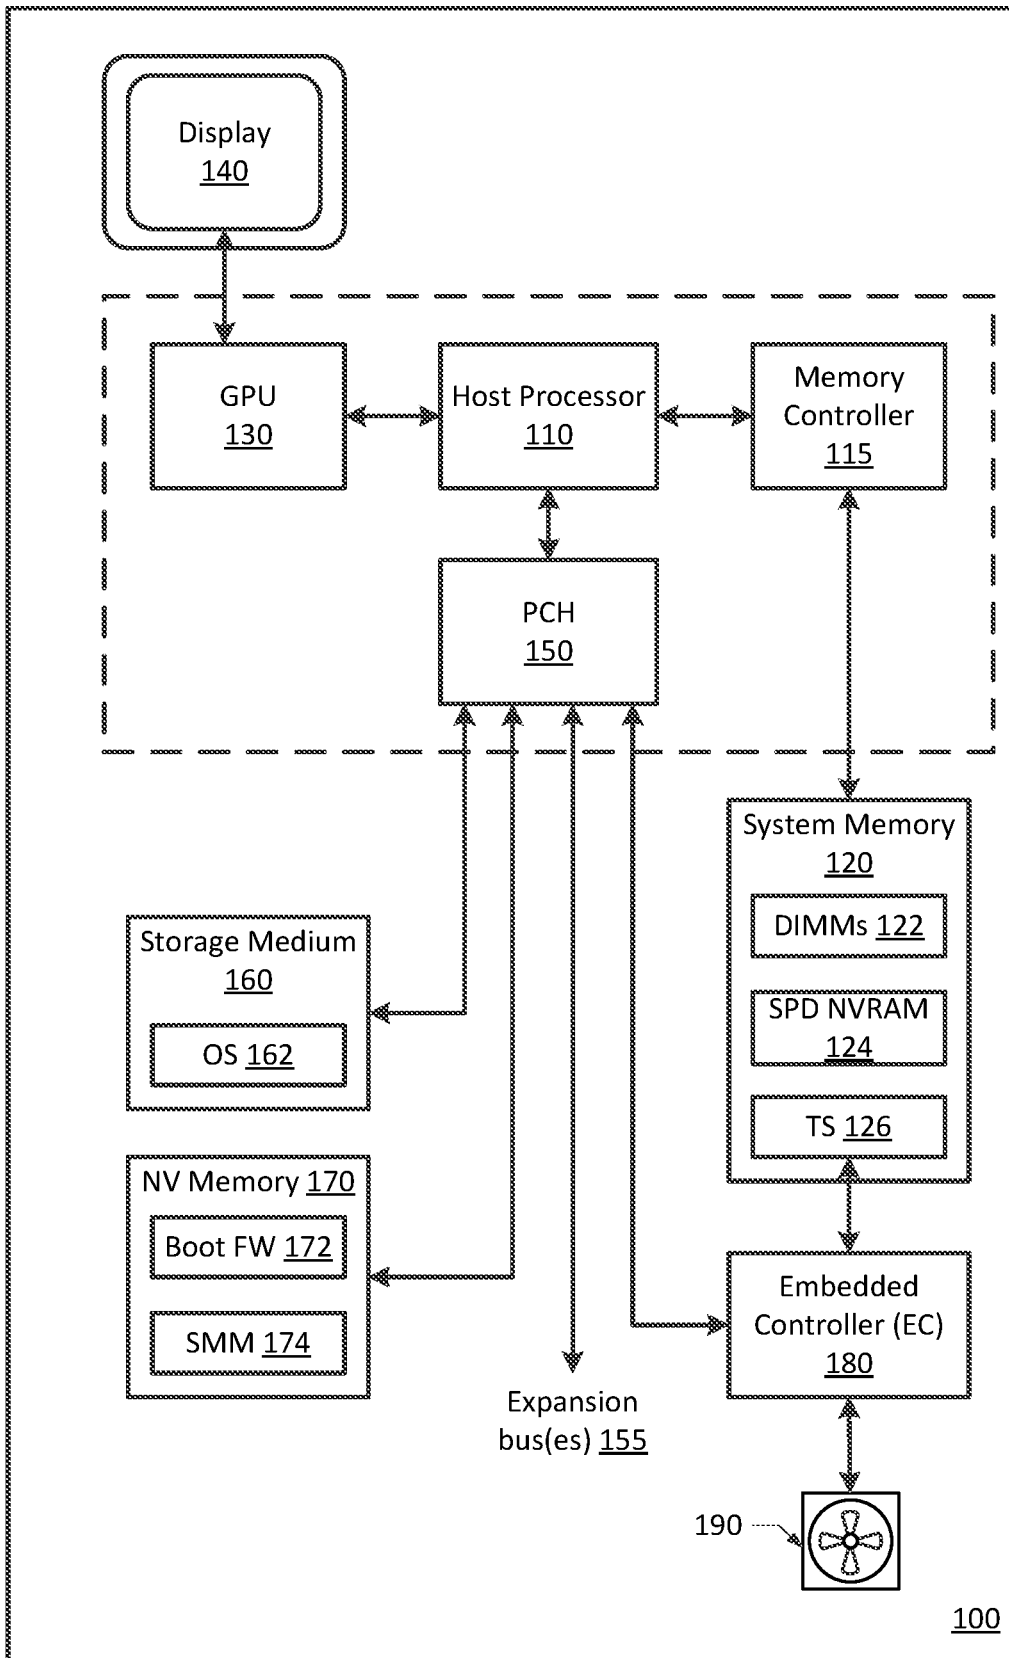 Display
140
GPU
130
Host Processor
110
Memory
Controller
115
PCH
150
System Memory
120
DIMMs 122
SPD NVRAM
124
TS 126
Storage Medium
160
OS 162
NV Memory 170
Boot FW 172
SMM 174
Expansion
bus(es) 155
Embedded
Controller (EC)
180
190
100